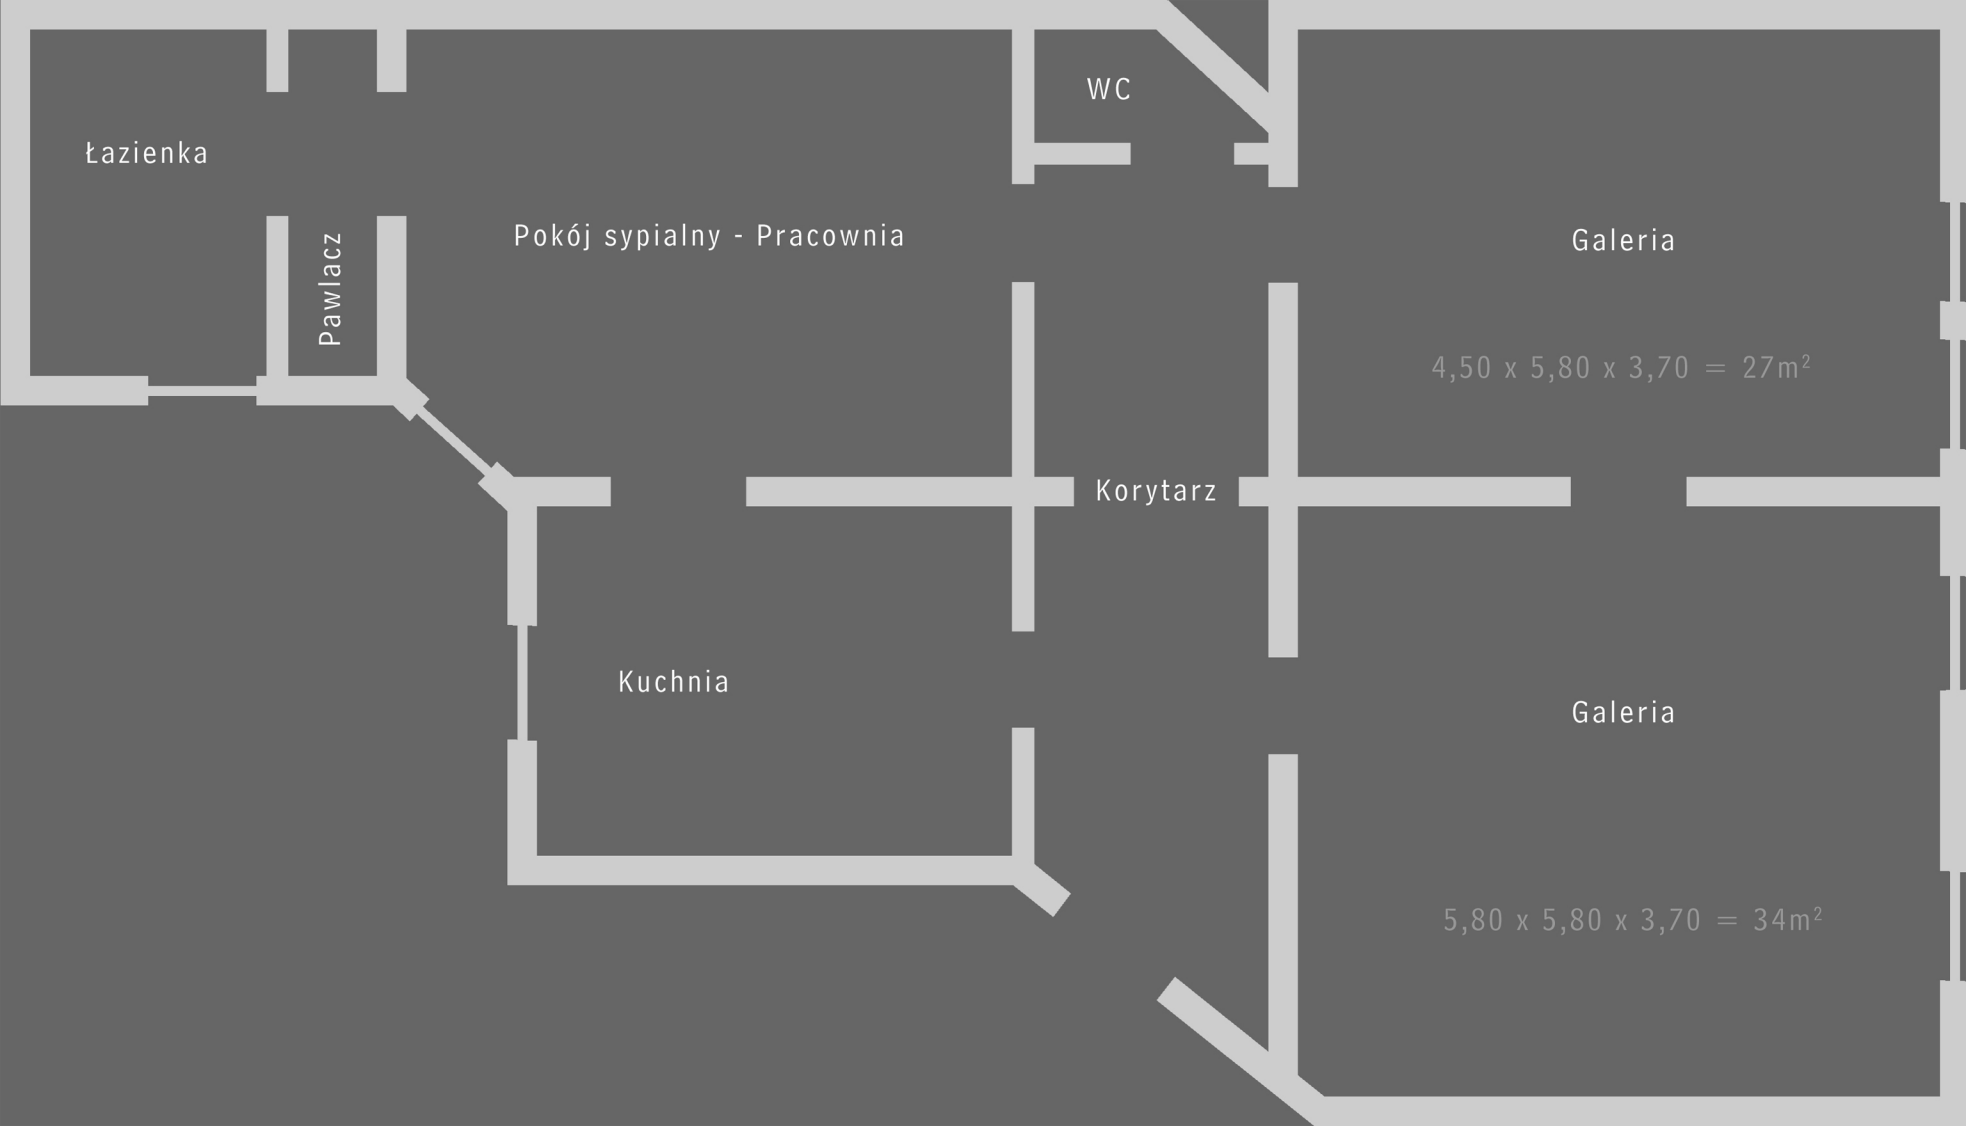 WC
Łazienka
Pokój sypialny - Pracownia
Galeria
Pawlacz
4,50 x 5,80 x 3,70 = 27m²
Korytarz
Kuchnia
Galeria
5,80 x 5,80 x 3,70 = 34m²